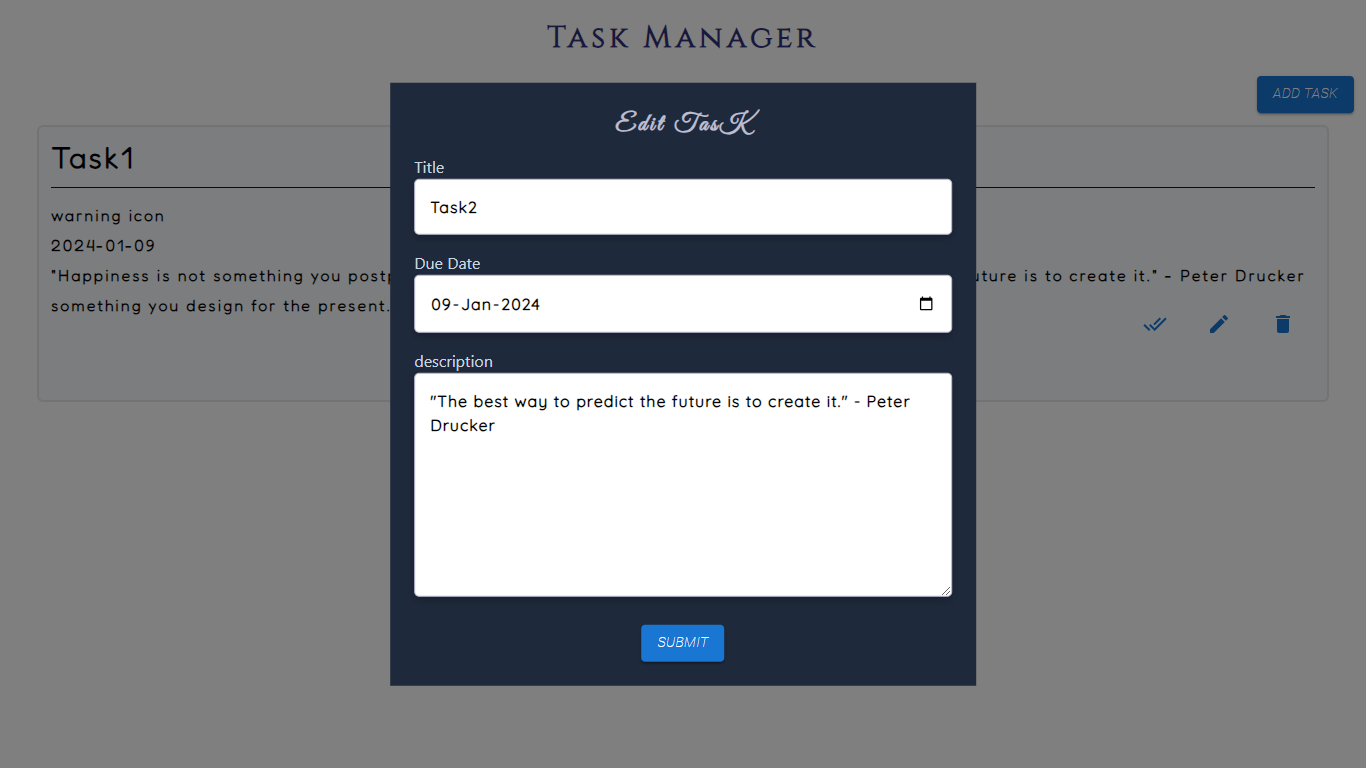 Task Manager
ADD TASK
Task1
warning icon
2024-01-09
"Happiness is not something you
something you design for the present.
uture is to create it." - Peter Drucker
Edit TasK
Title
Task2
Due Date
09-Jan-2024
description
"The best way to predict the future is to create it." - Peter
Drucker
SUBMIT